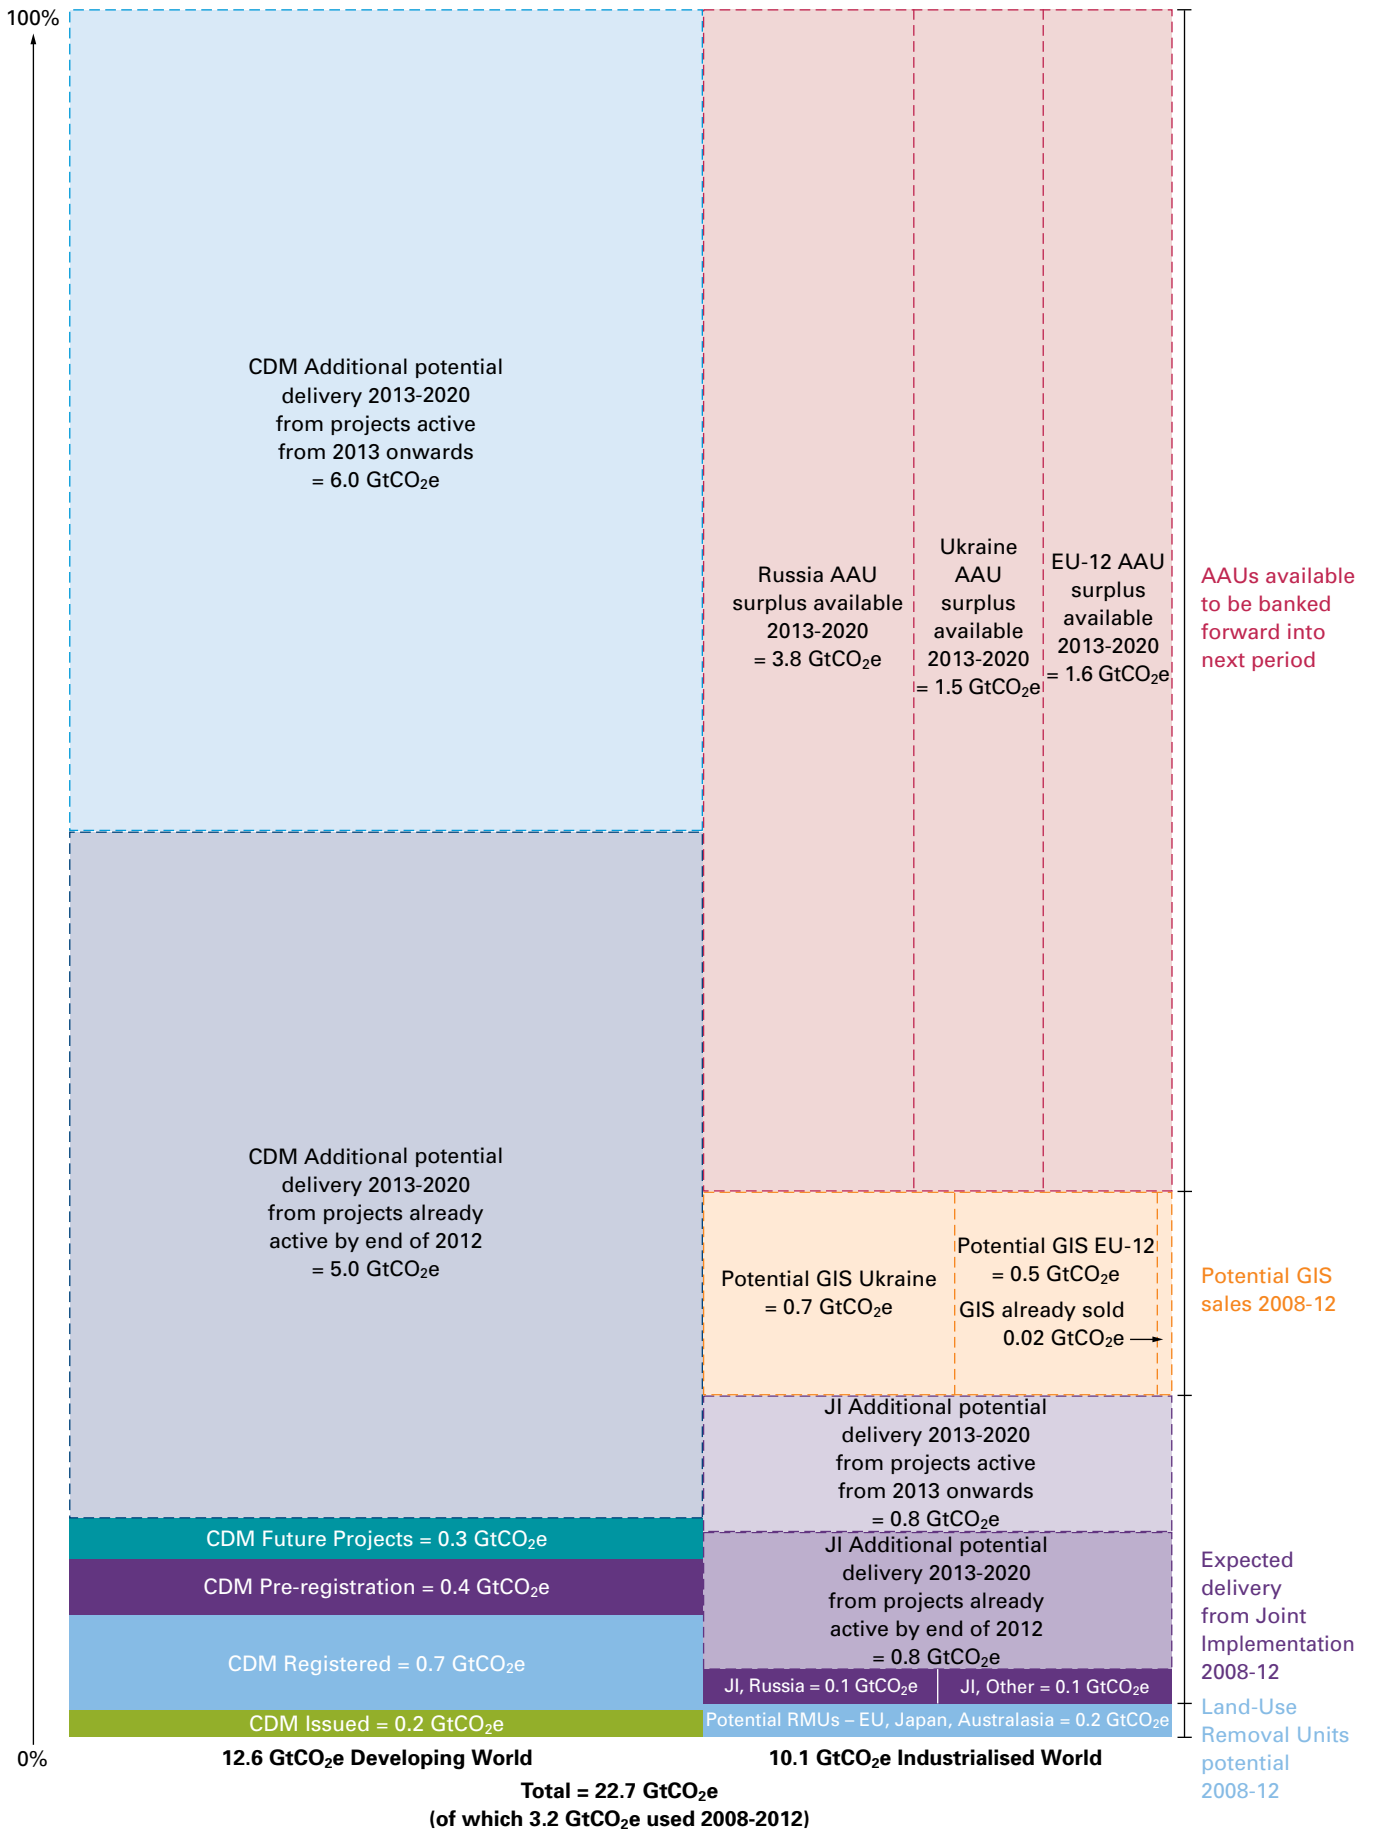 100%
CDM Additional potential
delivery 2013-2020
from projects active
from 2013 onwards
= 6.0 GtCO₂e
Russia AAU
surplus available
2013-2020
= 3.8 GtCO₂e
Ukraine
AAU
surplus
available
2013-2020
= 1.5 GtCO₂e
EU-12 AAU
surplus
available
2013-2020
= 1.6 GtCO₂e
AAUs available
to be banked
forward into
next period
CDM Additional potential
delivery 2013-2020
from projects already
active by end of 2012
= 5.0 GtCO₂e
Potential GIS Ukraine
= 0.7 GtCO₂e
Potential GIS EU-12
= 0.5 GtCO₂e
GIS already sold
0.02 GtCO₂e
Potential GIS
sales 2008-12
JI Additional potential
delivery 2013-2020
from projects active
from 2013 onwards
= 0.8 GtCO₂e
CDM Future Projects = 0.3 GtCO₂e
CDM Pre-registration = 0.4 GtCO₂e
CDM Registered = 0.7 GtCO₂e
CDM Issued = 0.2 GtCO₂e
JI Additional potential
delivery 2013-2020
from projects already
active by end of 2012
= 0.8 GtCO₂e
JI, Russia = 0.1 GtCO₂e
JI, Other = 0.1 GtCO₂e
Potential RMUs – EU, Japan, Australasia = 0.2 GtCO₂e
Expected
delivery
from Joint
Implementation
2008-12
Land-Use
Removal Units
potential
2008-12
0%
12.6 GtCO₂e Developing World
10.1 GtCO₂e Industrialised World
Total = 22.7 GtCO₂e
(of which 3.2 GtCO₂e used 2008-2012)